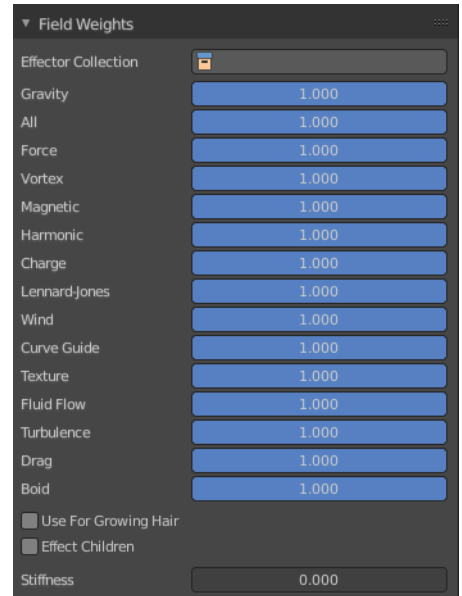 Field Weights
Effector Collection
Gravity 1.000
All 1.000
Force 1.000
Vortex 1.000
Magnetic 1.000
Harmonic 1.000
Charge 1.000
Lennard-Jones 1.000
Wind 1.000
Curve Guide 1.000
Texture 1.000
Fluid Flow 1.000
Turbulence 1.000
Drag 1.000
Boid 1.000
Use For Growing Hair
Effect Children
Stiffness 0.000